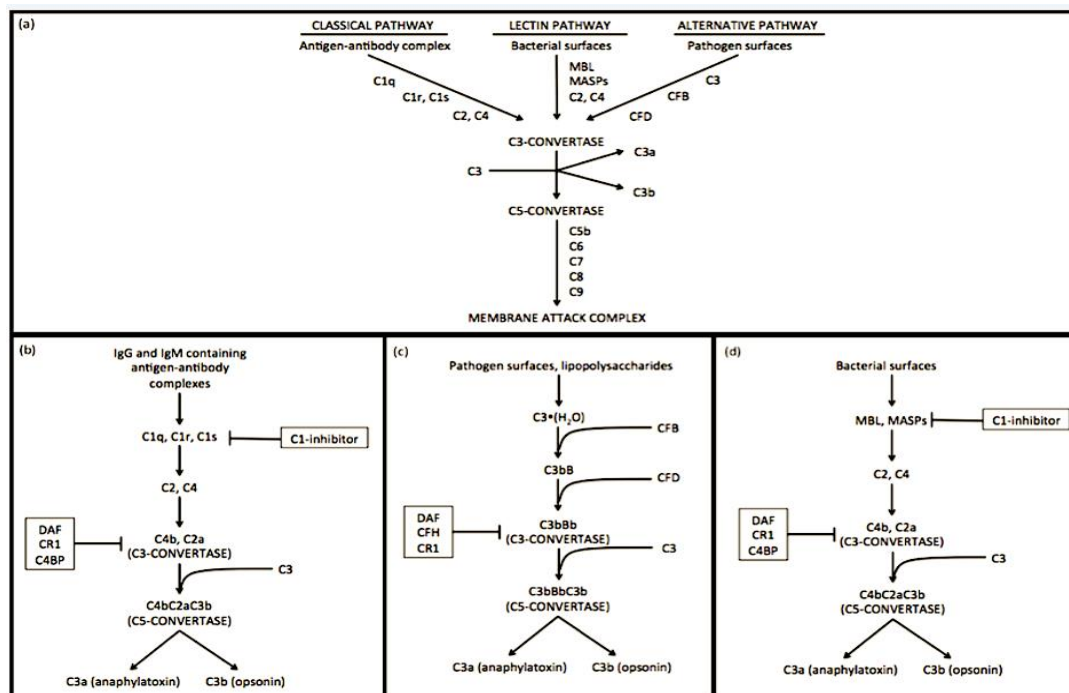 (a)
CLASSICAL PATHWAY
Antigen-antibody complex
C1q
C1r, C1s
C2, C4
LECTIN PATHWAY
Bacterial surfaces
MBL
MASPs
C2, C4
ALTERNATIVE PATHWAY
Pathogen surfaces
C3
CFB
CFD
C3-CONVERTASE
C3
C3a
C3b
C5-CONVERTASE
C5b
C6
C7
C8
C9
MEMBRANE ATTACK COMPLEX
(b)
IgG and IgM containing
antigen-antibody
complexes
C1q, C1r, C1s
C1-inhibitor
C2, C4
DAF
CR1
C4BP
C4b, C2a
(C3-CONVERTASE)
C3
C4bC2aC3b
(C5-CONVERTASE)
C3a (anaphylatoxin)
C3b (opsonin)
(c)
Pathogen surfaces, lipopolysaccharides
C3•(H₂O)
CFB
C3bB
CFD
DAF
CFH
CR1
C3bBb
(C3-CONVERTASE)
C3
C3bBbC3b
(C5-CONVERTASE)
C3a (anaphylatoxin)
C3b (opsonin)
(d)
Bacterial surfaces
MBL, MASPs
C1-inhibitor
C2, C4
DAF
CR1
C4BP
C4b, C2a
(C3-CONVERTASE)
C3
C4bC2aC3b
(C5-CONVERTASE)
C3a (anaphylatoxin)
C3b (opsonin)